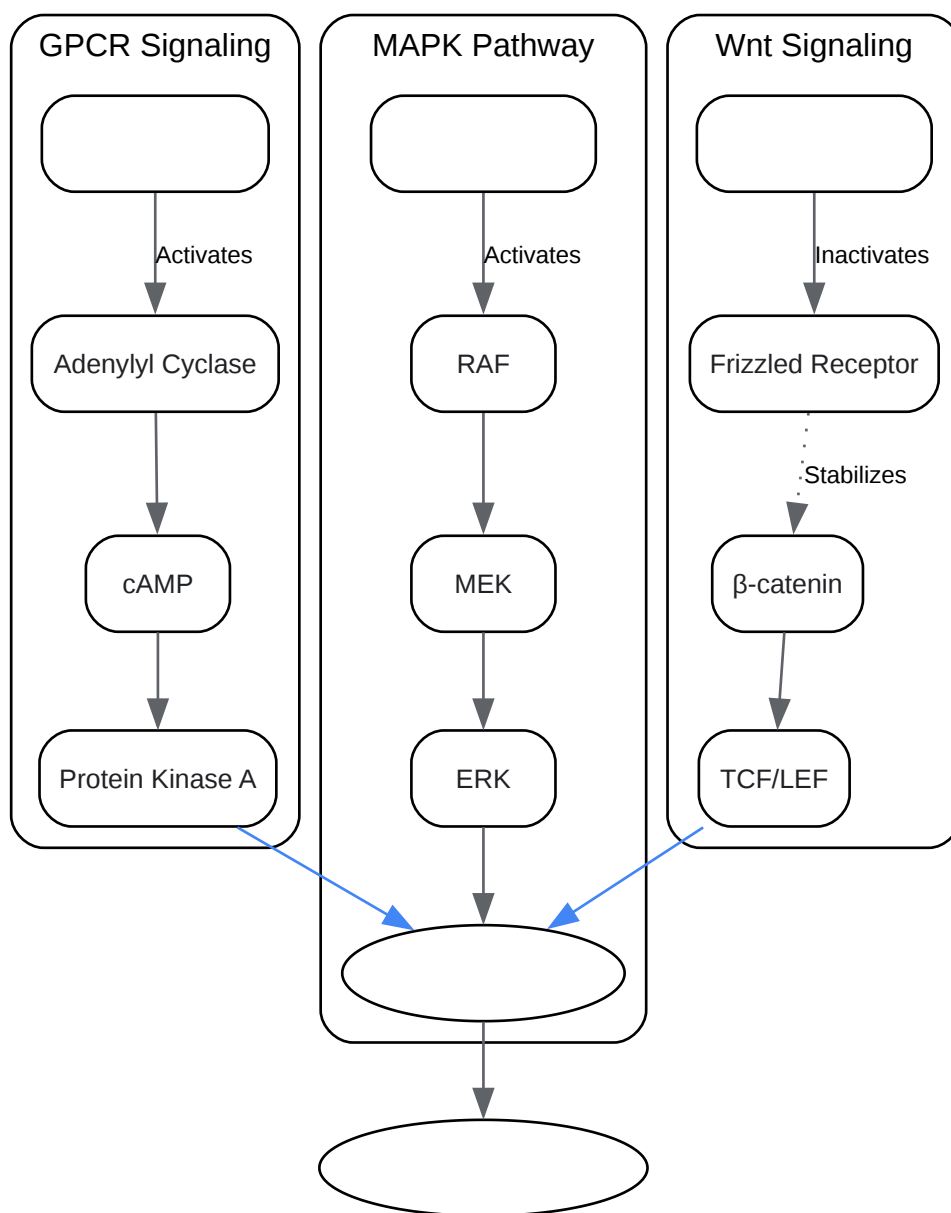 GPCR Signaling
Activates
Adenylyl Cyclase
cAMP
Protein Kinase A
MAPK Pathway
Activates
RAF
MEK
ERK
Wnt Signaling
Inactivates
Frizzled Receptor
Stabilizes
β-catenin
TCF/LEF